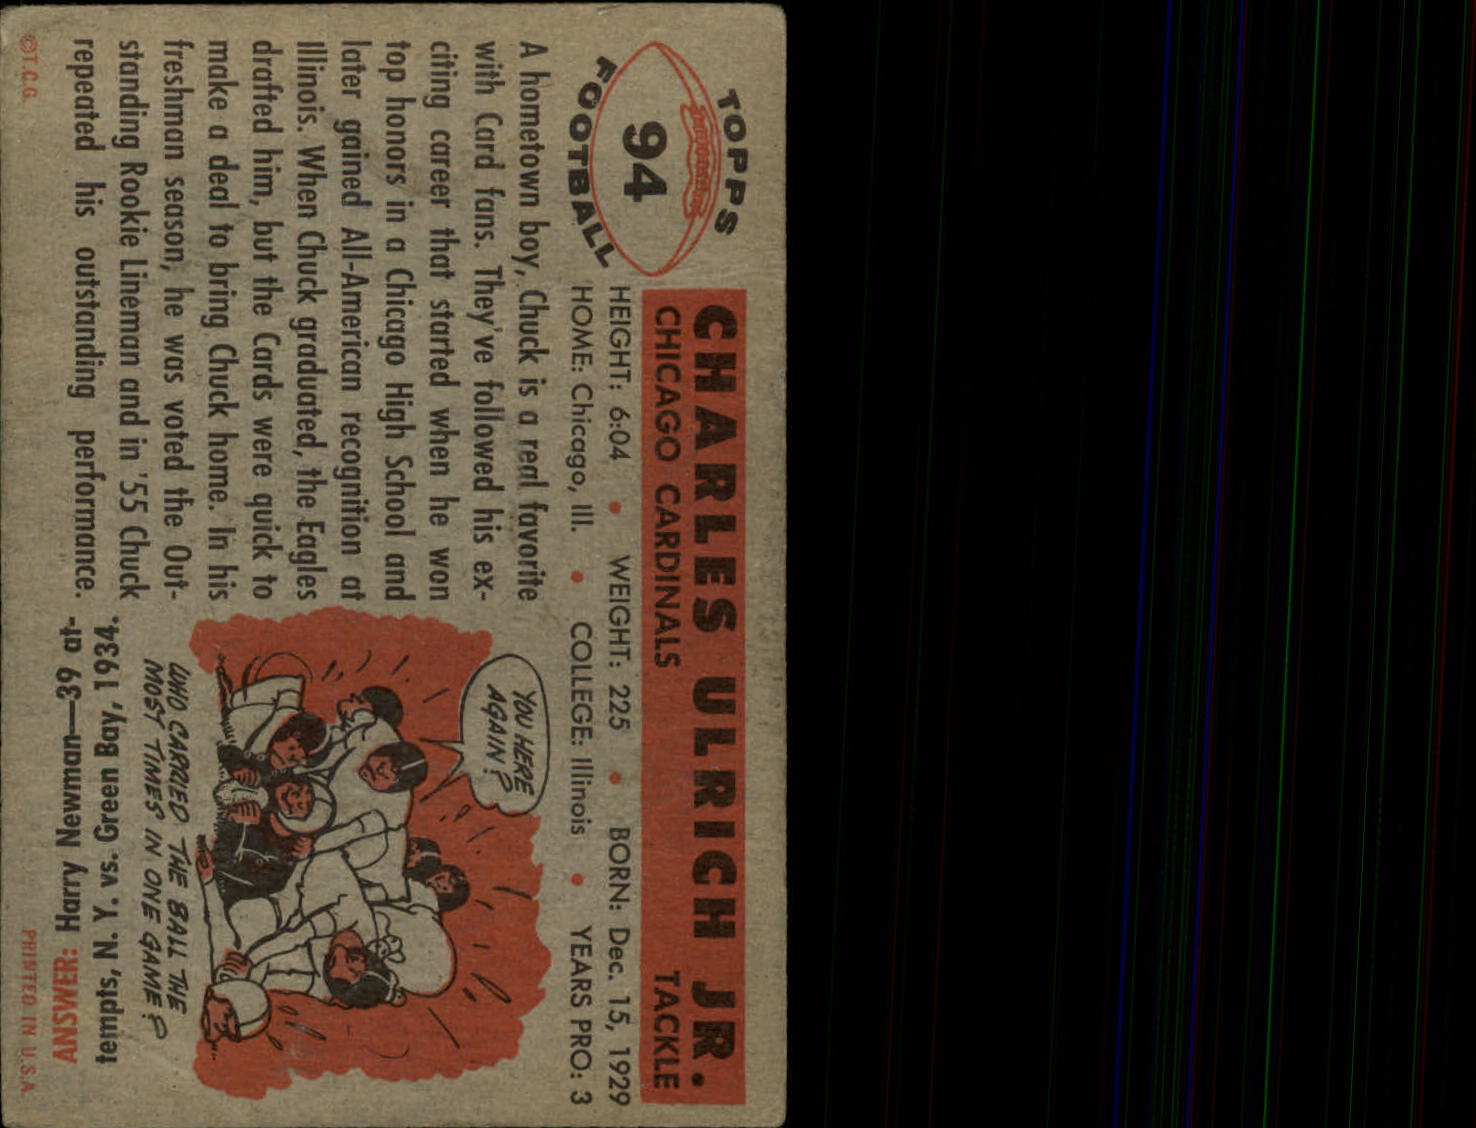 TOPPS
94
FOOTBALL
CHARLES ULRICH JR.
CHICAGO CARDINALS TACKLE
HEIGHT: 6:04 • WEIGHT: 225 • BORN: Dec. 15, 1929
HOME: Chicago, Ill. • COLLEGE: Illinois • YEARS PRO: 3
A hometown boy, Chuck is a real favorite
with Card fans. They've followed his ex-
citing career that started when he won
top honors in a Chicago High School and
later gained All-American recognition at
Illinois. When Chuck graduated, the Eagles
drafted him, but the Cards were quick to
make a deal to bring Chuck home. In his
freshman season, he was voted the Out-
standing Rookie Lineman and in '55 Chuck
repeated his outstanding performance.
YOU HERE
AGAIN?
WHO CARRIED THE BALL THE
MOST TIMES IN ONE GAME?
ANSWER: Harry Newman—39 at-
tempts, N. Y. vs. Green Bay, 1934.
©T.C.G.
PRINTED IN U.S.A.